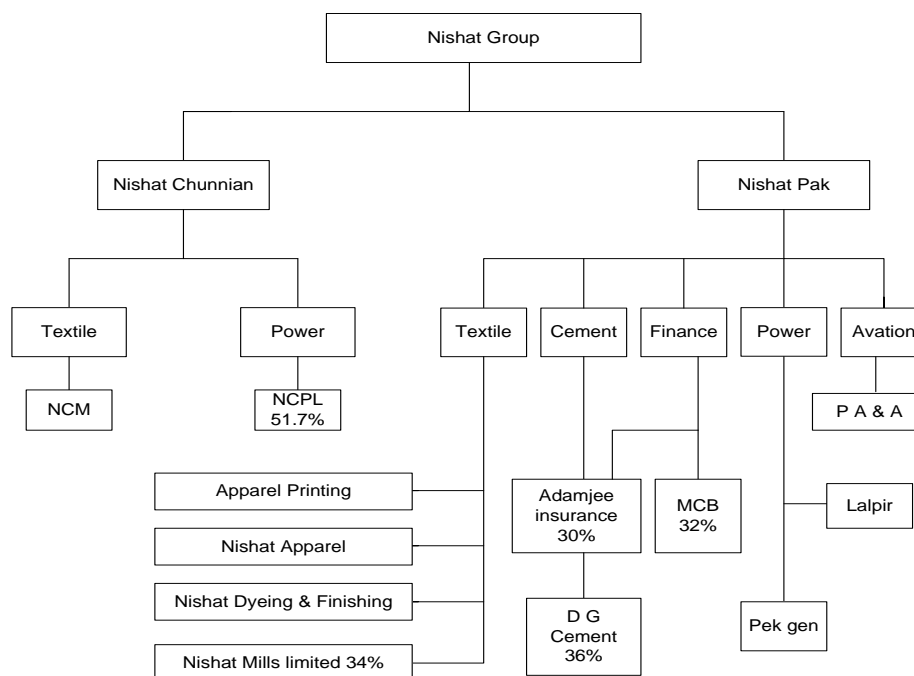 Nishat Group
Nishat Chunnian
Nishat Pak
Textile
Power
Textile
Cement
Finance
Power
Avation
NCM
NCPL
51.7%
P A & A
Apparel Printing
Adamjee
insurance
30%
MCB
32%
Lalpir
Nishat Apparel
Nishat Dyeing & Finishing
D G
Cement
36%
Pek gen
Nishat Mills limited 34%